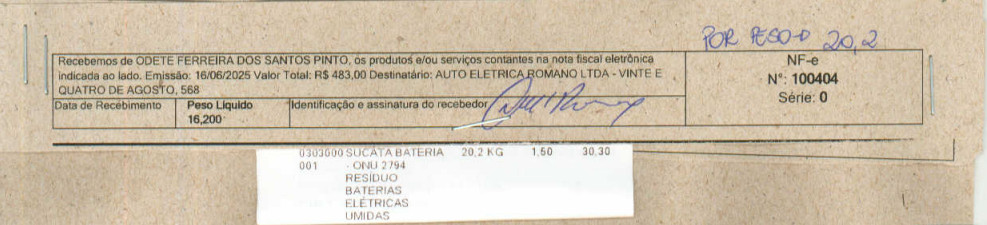 POR PESO 20,2
Recebemos de ODETE FERREIRA DOS SANTOS PINTO, os produtos e/ou serviços contantes na nota fiscal eletrônica
indicada ao lado. Emissão: 16/06/2025 Valor Total: R$ 483,00 Destinatário: AUTO ELETRICA ROMANO LTDA - VINTE E
QUATRO DE AGOSTO, 568
NF-e
N°: 100404
Série: 0
Data de Recebimento
Peso Liquido
16,200
Identificação e assinatura do recebedor
0303000 SUCATA BATERIA 20,2 KG 1,50 30,30
001 - ONU 2794
RESÍDUO
BATERIAS
ELÉTRICAS
UMIDAS